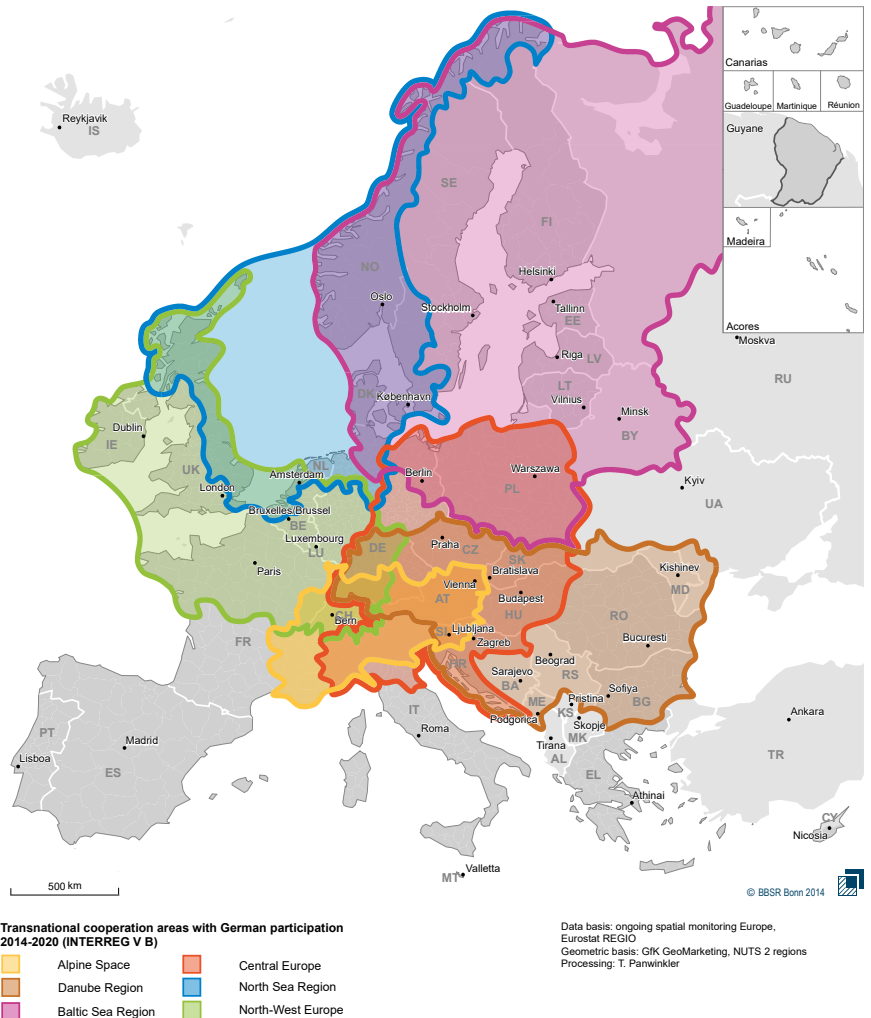 Reykjavik
IS
Canarias
Guadeloupe
Martinique
Réunion
Guyane
Madeira
Acores
Moskva
RU
SE
FI
NO
Helsinki
Oslo
Stockholm
Tallinn
EE
Riga
LV
LT
DK
København
Vilnius
Minsk
BY
Dublin
IE
UK
NL
Amsterdam
London
Berlin
Warszawa
PL
Kyiv
UA
Bruxelles/Brussel
BE
Luxembourg
LU
DE
Praha
CZ
SK
Paris
Bratislava
Vienna
AT
Budapest
HU
Kishinev
MD
RO
CH
Bern
SI
Ljubljana
Zagreb
Bucuresti
FR
HR
Beograd
Sarajevo
RS
BA
Sofiya
ME
Pristina
BG
KS
Podgorica
Skopje
IT
MK
Roma
Tirana
AL
Ankara
PT
Madrid
Lisboa
ES
TR
EL
Athinai
CY
Nicosia
Valletta
MT
500 km
© BBSR Bonn 2014
Transnational cooperation areas with German participation
2014-2020 (INTERREG V B)
Alpine Space
Central Europe
Danube Region
North Sea Region
Baltic Sea Region
North-West Europe
Data basis: ongoing spatial monitoring Europe,
Eurostat REGIO
Geometric basis: GfK GeoMarketing, NUTS 2 regions
Processing: T. Panwinkler